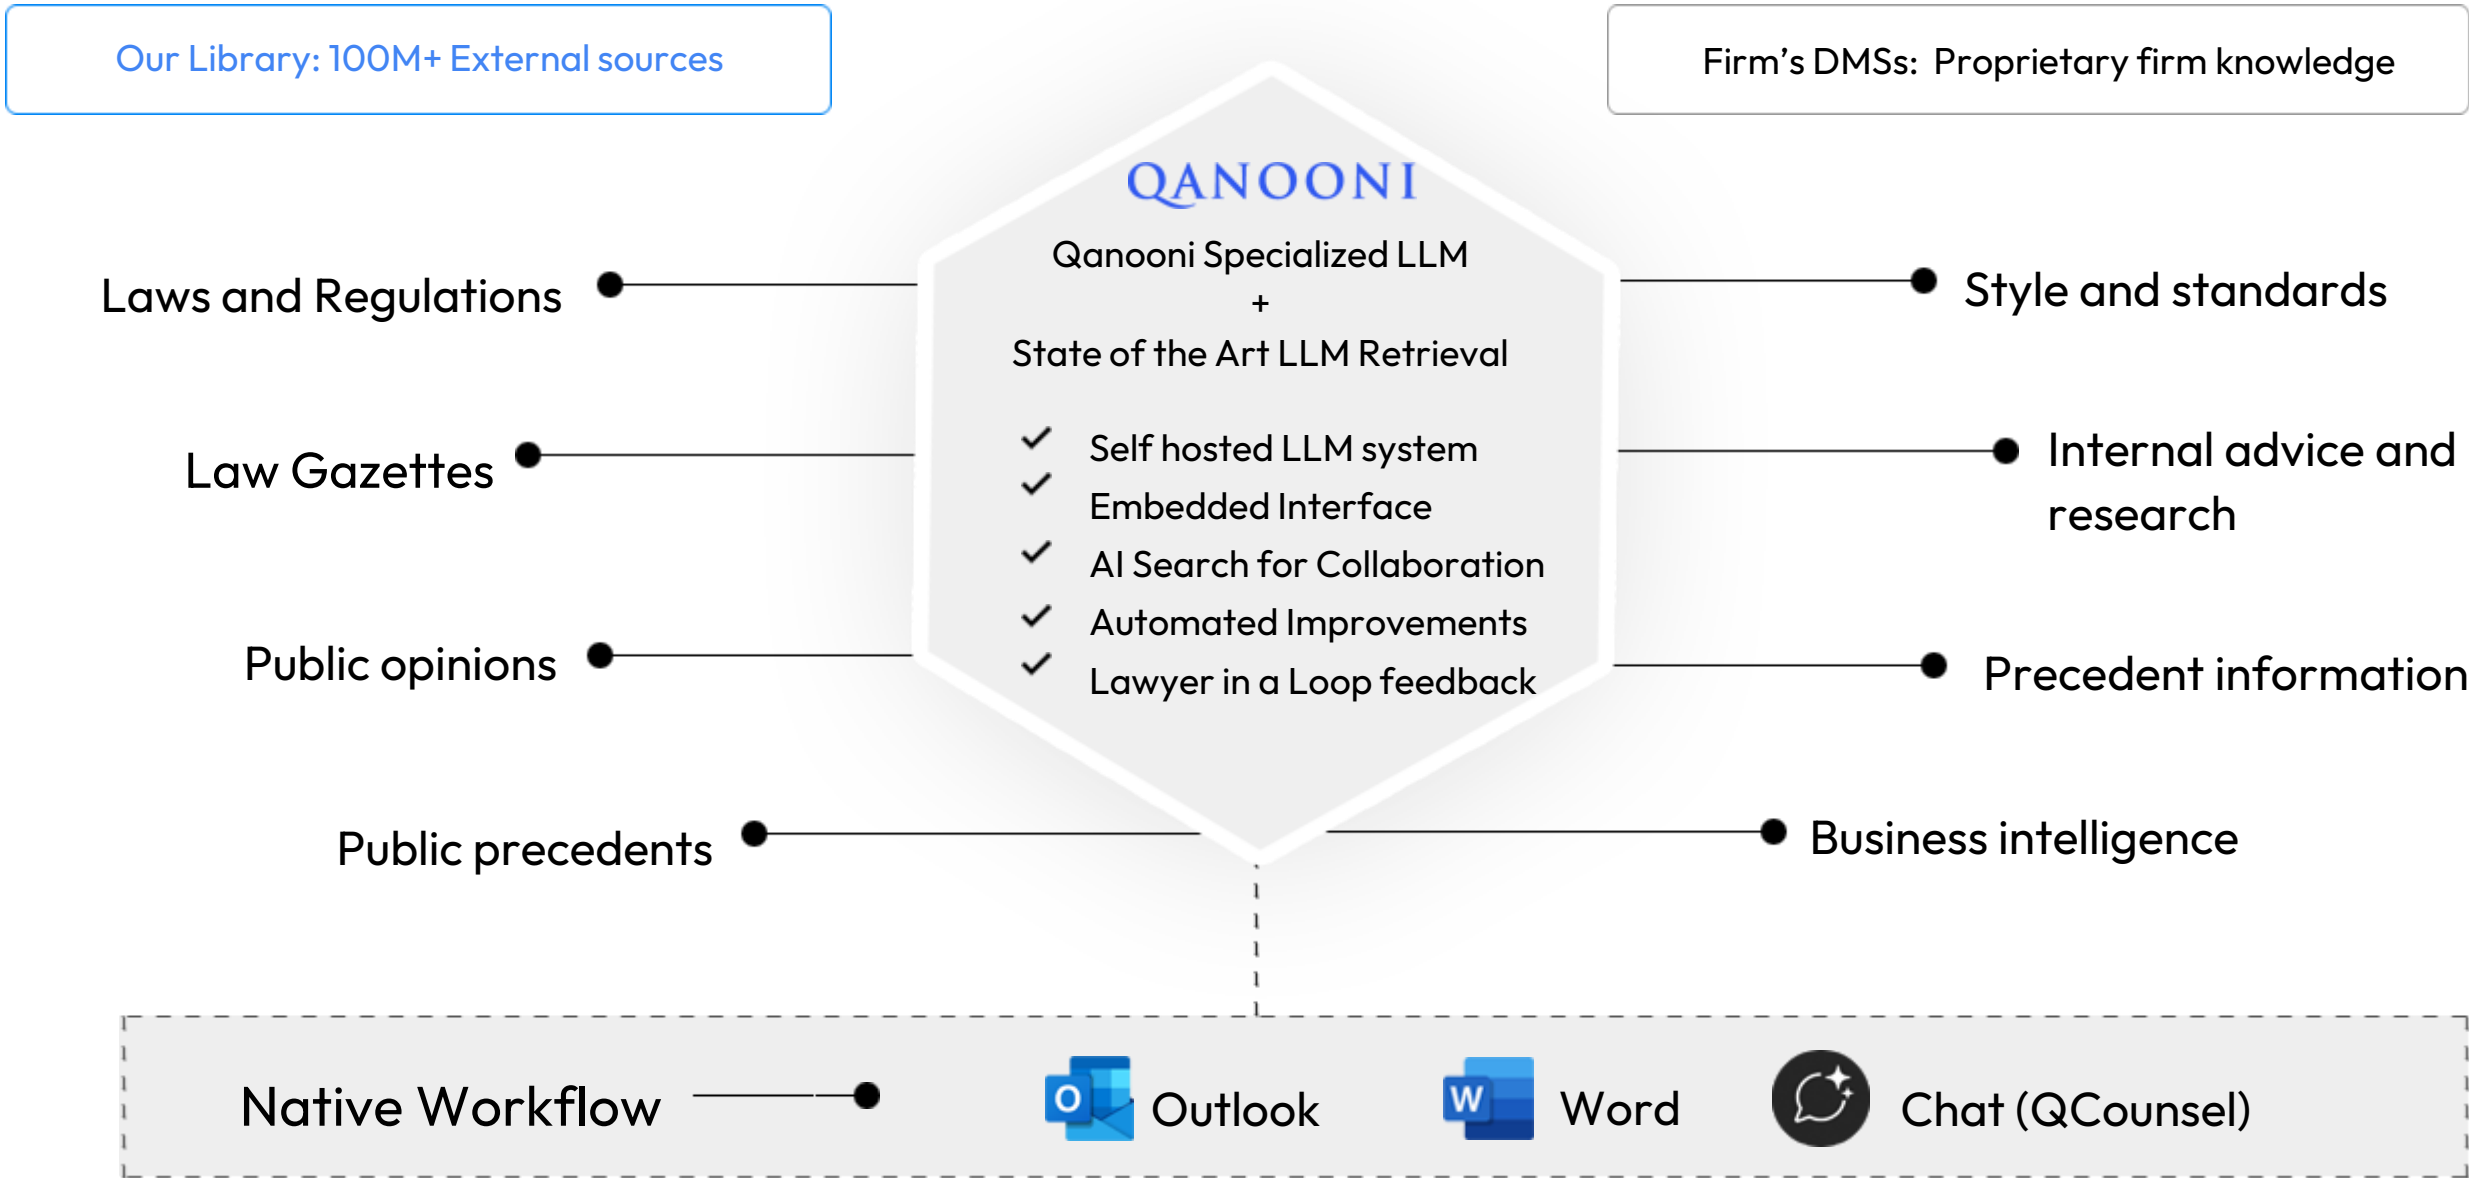 Our Library: 100M+ External sources
Firm’s DMSs: Proprietary firm knowledge
QANOONI
Qanooni Specialized LLM
+
State of the Art LLM Retrieval
Self hosted LLM system
Embedded Interface
AI Search for Collaboration
Automated Improvements
Lawyer in a Loop feedback
Laws and Regulations
Law Gazettes
Public opinions
Public precedents
Style and standards
Internal advice and
research
Precedent information
Business intelligence
Native Workflow
O
Outlook
W
Word
Chat (QCounsel)